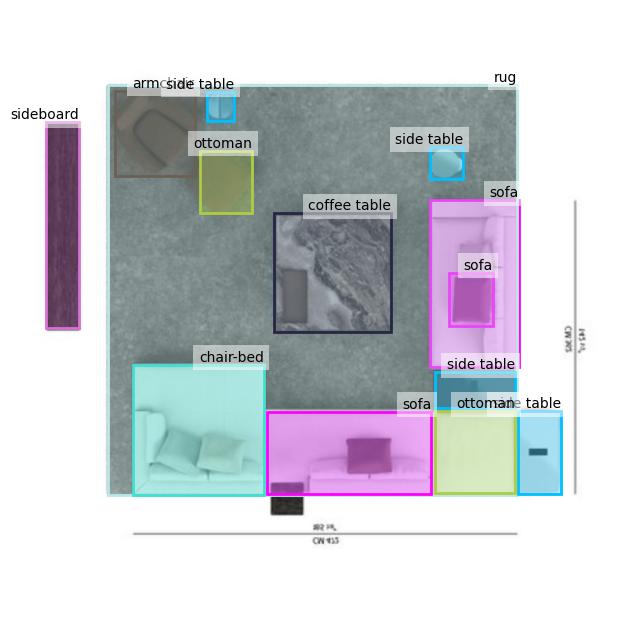 armchair
side table
rug
sideboard
ottoman
side table
coffee table
sofa
sofa
chair-bed
side table
sofa
ottoman
side table